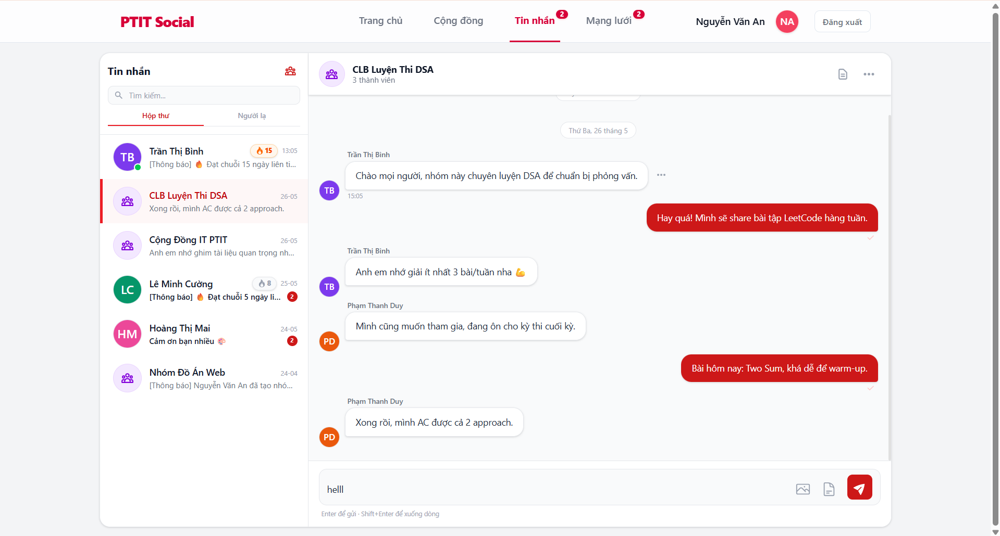 PTIT Social
Trang chủ
Cộng đồng
Tin nhắn
2
Mạng lưới
2
Nguyễn Văn An
NA
Đăng xuất
Tin nhắn
Tìm kiếm...
Hộp thư
Người lạ
TB
Trần Thị Bình
🔥 15
13:05
[Thông báo] 🔥 Đạt chuỗi 15 ngày liên ti...
CLB Luyện Thi DSA
26-05
Xong rồi, mình AC được cả 2 approach.
Cộng Đồng IT PTIT
26-05
Anh em nhớ ghim tài liệu quan trọng nh...
LC
Lê Minh Cường
8
25-05
[Thông báo] 🔥 Đạt chuỗi 5 ngày li...
2
HM
Hoàng Thị Mai
24-05
Cảm ơn bạn nhiều 🎨
2
Nhóm Đồ Án Web
24-04
[Thông báo] Nguyễn Văn An đã tạo nhó...
CLB Luyện Thi DSA
3 thành viên
Thứ Ba, 26 tháng 5
Trần Thị Bình
Chào mọi người, nhóm này chuyên luyện DSA để chuẩn bị phỏng vấn.
TB
15:05
Hay quá! Mình sẽ share bài tập LeetCode hàng tuần.
Trần Thị Bình
Anh em nhớ giải ít nhất 3 bài/tuần nha 💪
TB
Phạm Thanh Duy
Mình cũng muốn tham gia, đang ôn cho kỳ thi cuối kỳ.
PD
Bài hôm nay: Two Sum, khá dễ để warm-up.
Phạm Thanh Duy
Xong rồi, mình AC được cả 2 approach.
PD
helll
Enter để gửi · Shift+Enter để xuống dòng